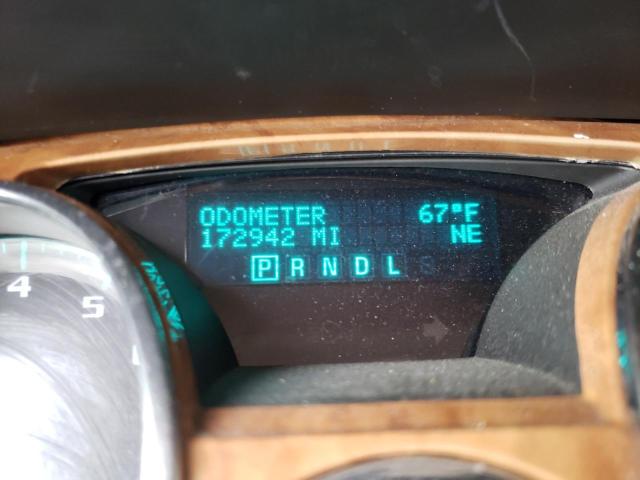 ODOMETER 67°F
172942 MI NE
P R N D L
4
5